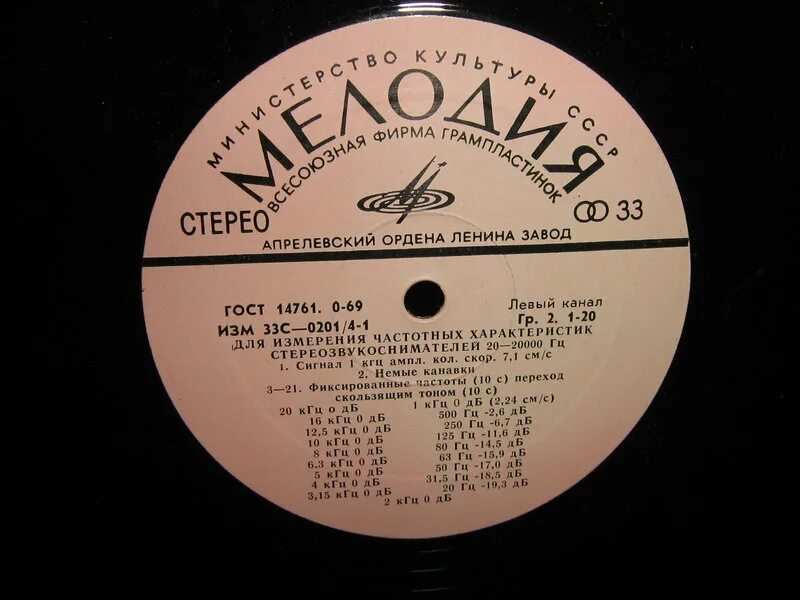 МИНИСТЕРСТВО КУЛЬТУРЫ СССР
МЕЛОДИЯ
ВСЕСОЮЗНАЯ ФИРМА ГРАМПЛАСТИНОК
СТЕРЕО
33
АПРЕЛЕВСКИЙ ОРДЕНА ЛЕНИНА ЗАВОД
ГОСТ 14761. 0-69
Левый канал
ИЗМ 33С—0201/4-1
Гр. 2. 1-20
ДЛЯ ИЗМЕРЕНИЯ ЧАСТОТНЫХ ХАРАКТЕРИСТИК
СТЕРЕОЗВУКОСНИМАТЕЛЕЙ 20—20000 Гц
1. Сигнал 1 кгц ампл. кол. скор. 7,1 см/с
2. Немые канавки
3—21. Фиксированные частоты (10 с) переход
скользящим тоном (10 с)
20 кГц о дБ
16 кГц 0 дБ
12,5 кГц 0 дБ
10 кГц 0 дБ
8 кГц 0 дБ
6,3 кГц 0 дБ
5 кГц 0 дБ
4 кГц 0 дБ
3,15 кГц 0 дБ
2 кГц 0 дБ
1 кГц 0 дБ (2,24 см/с)
500 Гц -2,6 дБ
250 Гц -6,7 дБ
125 Гц -11,6 дБ
80 Гц -14,5 дБ
63 Гц -15,9 дБ
50 Гц -17,0 дБ
31,5 Гц -18,5 дБ
20 Гц -19,3 дБ